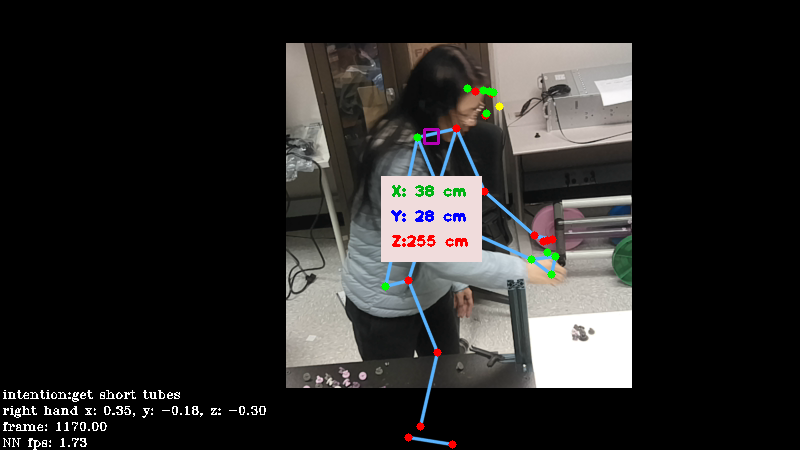 X: 38 cm
Y: 28 cm
Z:255 cm
intention:get short tubes
right hand x: 0.35, y: -0.18, z: -0.30
frame: 1170.00
NN fps: 1.73